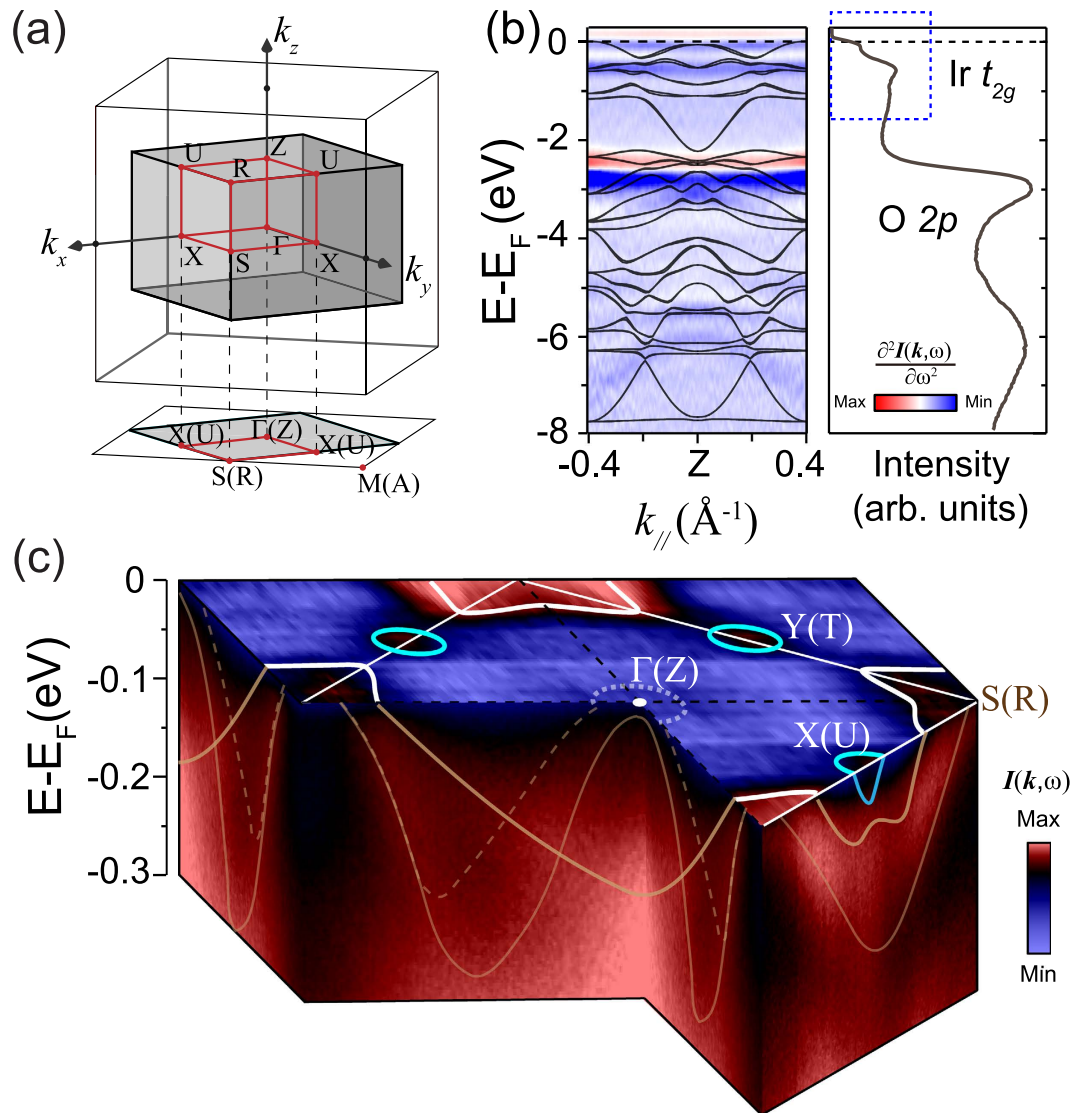 (a)
k_z
U
Z
U
R
k_x
X
Γ
S
X
k_y
X(U)
Γ(Z)
X(U)
S(R)
M(A)
(b)
0
-2
-4
-6
-8
E-E_F (eV)
-0.4
Z
0.4
k_// (Å⁻¹)
Ir t_2g
O 2p
∂²I(k,ω)
∂ω²
Max
Min
Intensity
(arb. units)
(c)
0
-0.1
-0.2
-0.3
E-E_F (eV)
Y(T)
Γ(Z)
S(R)
X(U)
I(k,ω)
Max
Min